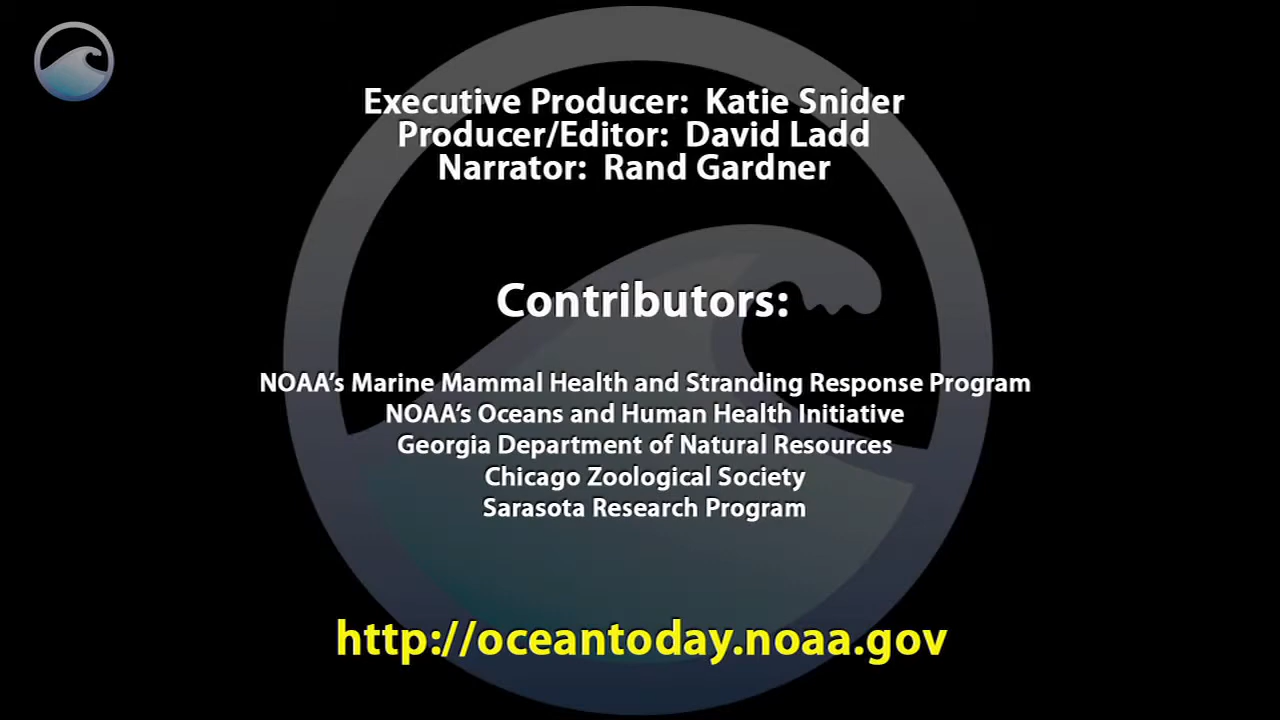 Executive Producer:  Katie Snider
Producer/Editor:  David Ladd
Narrator:  Rand Gardner
Contributors:
NOAA’s Marine Mammal Health and Stranding Response Program
NOAA’s Oceans and Human Health Initiative
Georgia Department of Natural Resources
Chicago Zoological Society
Sarasota Research Program
http://oceantoday.noaa.gov